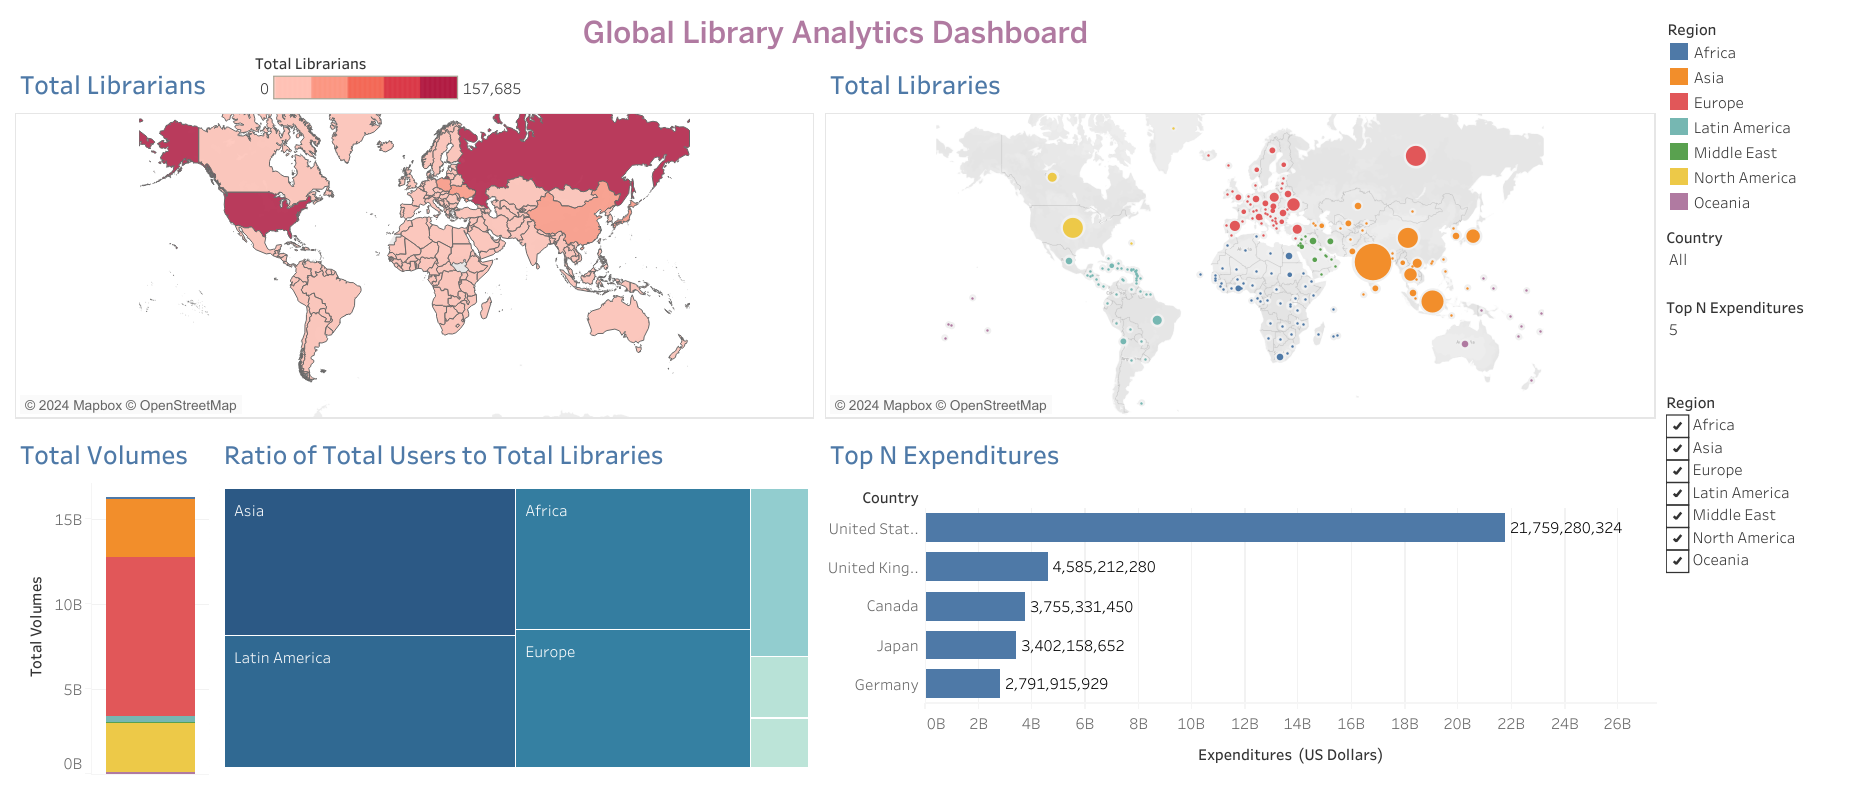 Global Library Analytics Dashboard
Total Librarians
Total Librarians
0
157,685
Total Libraries
© 2024 Mapbox © OpenStreetMap
© 2024 Mapbox © OpenStreetMap
Region
Africa
Asia
Europe
Latin America
Middle East
North America
Oceania
Country
All
Top N Expenditures
5
Region
Africa
Asia
Europe
Latin America
Middle East
North America
Oceania
Total Volumes
Total Volumes
15B
10B
5B
0B
Ratio of Total Users to Total Libraries
Asia
Africa
Latin America
Europe
Top N Expenditures
Country
United Stat.. 21,759,280,324
United King.. 4,585,212,280
Canada 3,755,331,450
Japan 3,402,158,652
Germany 2,791,915,929
0B 2B 4B 6B 8B 10B 12B 14B 16B 18B 20B 22B 24B 26B
Expenditures (US Dollars)